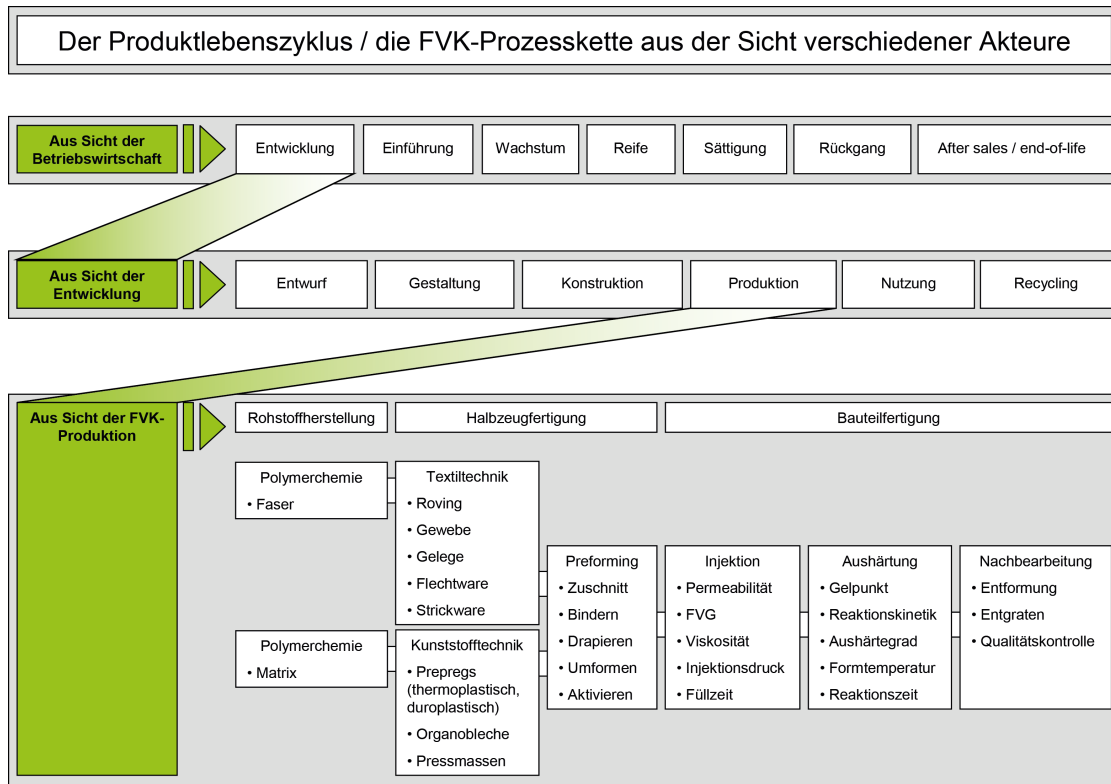 Der Produktlebenszyklus / die FVK-Prozesskette aus der Sicht verschiedener Akteure
Aus Sicht der
Betriebswirtschaft
Entwicklung
Einführung
Wachstum
Reife
Sättigung
Rückgang
After sales / end-of-life
Aus Sicht der
Entwicklung
Entwurf
Gestaltung
Konstruktion
Produktion
Nutzung
Recycling
Aus Sicht der FVK-
Produktion
Rohstoffherstellung
Halbzeugfertigung
Bauteilfertigung
Polymerchemie
• Faser
Textiltechnik
• Roving
• Gewebe
• Gelege
• Flechtware
• Strickware
Polymerchemie
• Matrix
Kunststofftechnik
• Prepregs
(thermoplastisch,
duroplastisch)
• Organobleche
• Pressmassen
Preforming
• Zuschnitt
• Bindern
• Drapieren
• Umformen
• Aktivieren
Injektion
• Permeabilität
• FVG
• Viskosität
• Injektionsdruck
• Füllzeit
Aushärtung
• Gelpunkt
• Reaktionskinetik
• Aushärtegrad
• Formtemperatur
• Reaktionszeit
Nachbearbeitung
• Entformung
• Entgraten
• Qualitätskontrolle